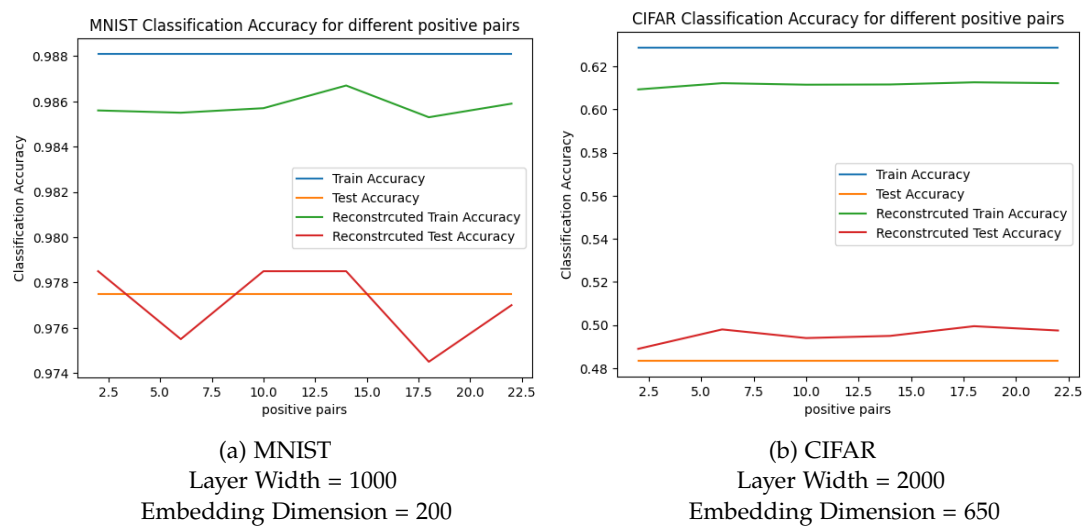 MNIST Classification Accuracy for different positive pairs
0.988
0.986
0.984
0.982
0.980
0.978
0.976
0.974
Classification Accuracy
Train Accuracy
Test Accuracy
Reconstrcuted Train Accuracy
Reconstrcuted Test Accuracy
2.5 5.0 7.5 10.0 12.5 15.0 17.5 20.0 22.5
positive pairs
(a) MNIST
Layer Width = 1000
Embedding Dimension = 200
CIFAR Classification Accuracy for different positive pairs
0.62
0.60
0.58
0.56
0.54
0.52
0.50
0.48
Classification Accuracy
Train Accuracy
Test Accuracy
Reconstrcuted Train Accuracy
Reconstrcuted Test Accuracy
2.5 5.0 7.5 10.0 12.5 15.0 17.5 20.0 22.5
positive pairs
(b) CIFAR
Layer Width = 2000
Embedding Dimension = 650